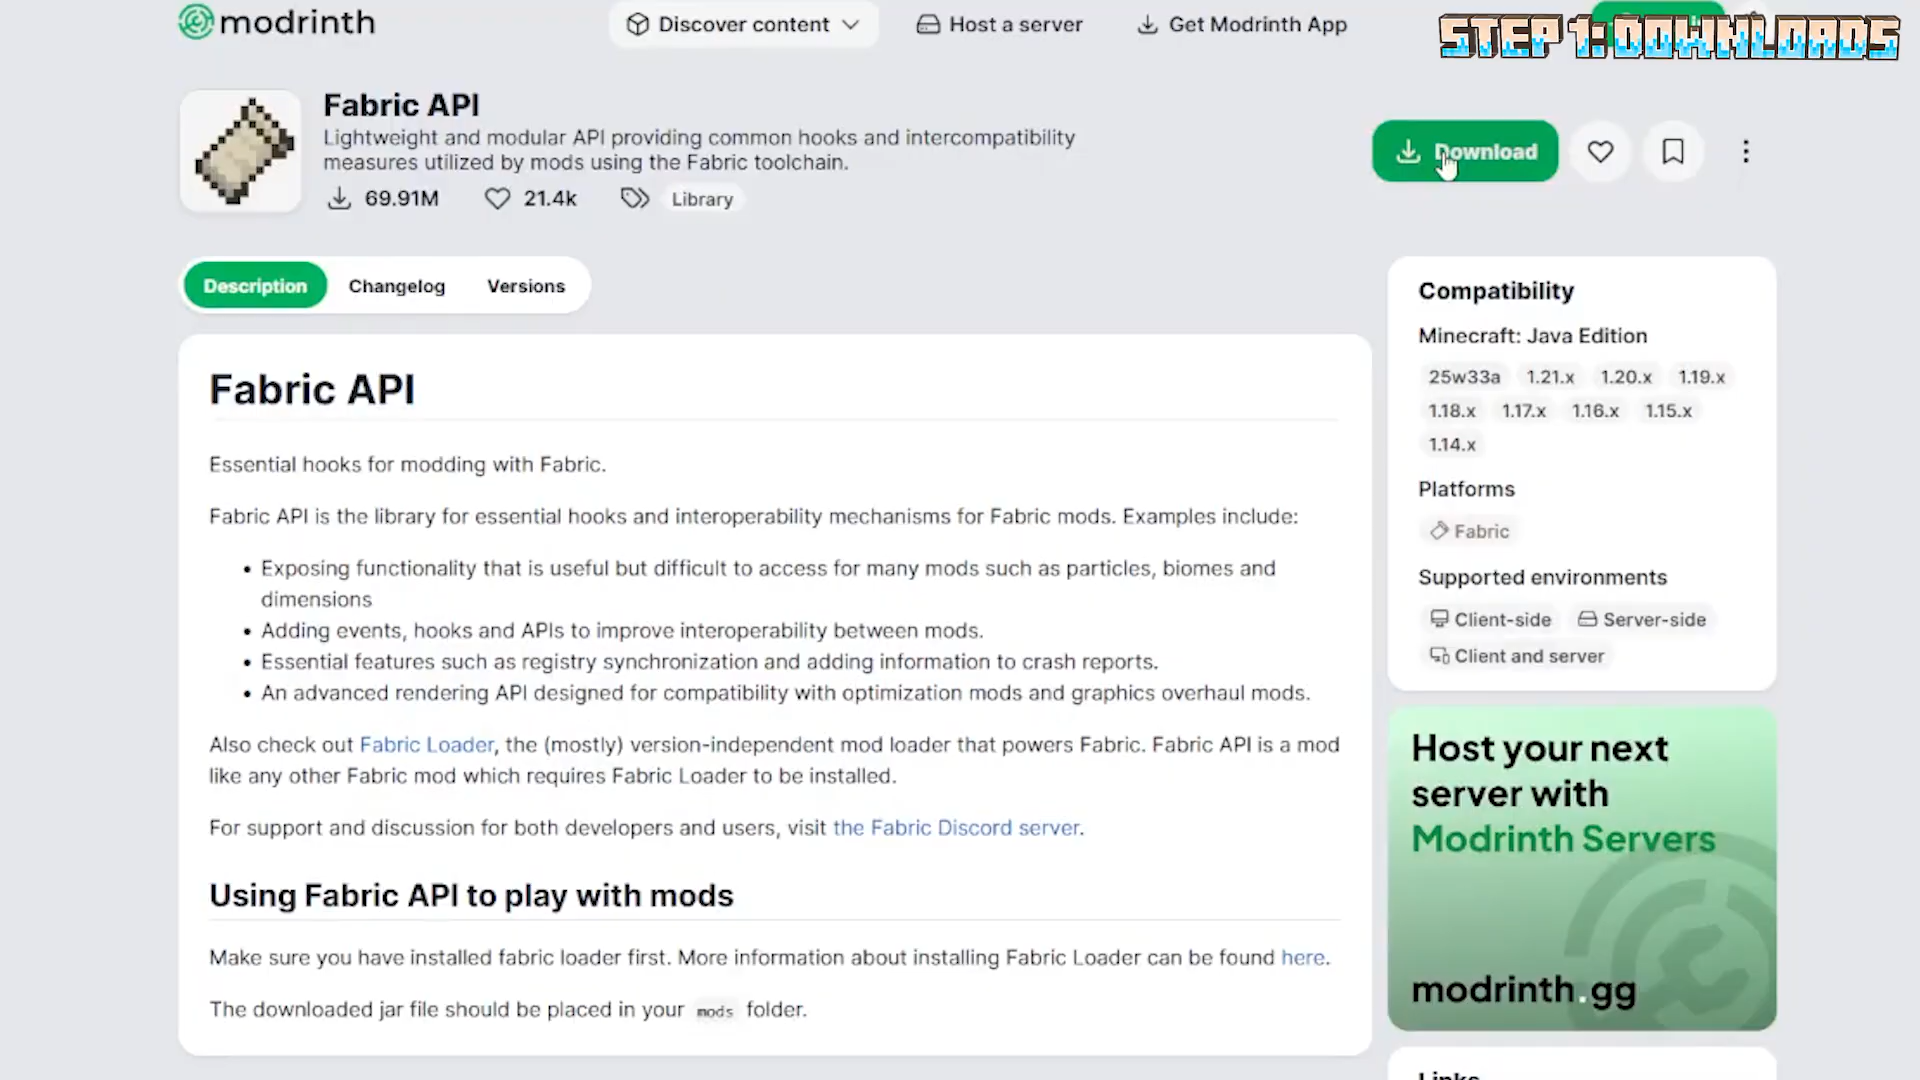 modrinth
Discover content
Host a server
Get Modrinth App
STEP 1: DOWNLOADS
Fabric API
Lightweight and modular API providing common hooks and intercompatibility
measures utilized by mods using the Fabric toolchain.
69.91M
21.4k
Library
Download
Description
Changelog
Versions
Fabric API
Essential hooks for modding with Fabric.
Fabric API is the library for essential hooks and interoperability mechanisms for Fabric mods. Examples include:
• Exposing functionality that is useful but difficult to access for many mods such as particles, biomes and
dimensions
• Adding events, hooks and APIs to improve interoperability between mods.
• Essential features such as registry synchronization and adding information to crash reports.
• An advanced rendering API designed for compatibility with optimization mods and graphics overhaul mods.
Also check out Fabric Loader, the (mostly) version-independent mod loader that powers Fabric. Fabric API is a mod
like any other Fabric mod which requires Fabric Loader to be installed.
For support and discussion for both developers and users, visit the Fabric Discord server.
Using Fabric API to play with mods
Make sure you have installed fabric loader first. More information about installing Fabric Loader can be found here.
The downloaded jar file should be placed in your mods folder.
Compatibility
Minecraft: Java Edition
25w33a 1.21.x 1.20.x 1.19.x
1.18.x 1.17.x 1.16.x 1.15.x
1.14.x
Platforms
Fabric
Supported environments
Client-side Server-side
Client and server
Host your next
server with
Modrinth Servers
modrinth.gg
Links